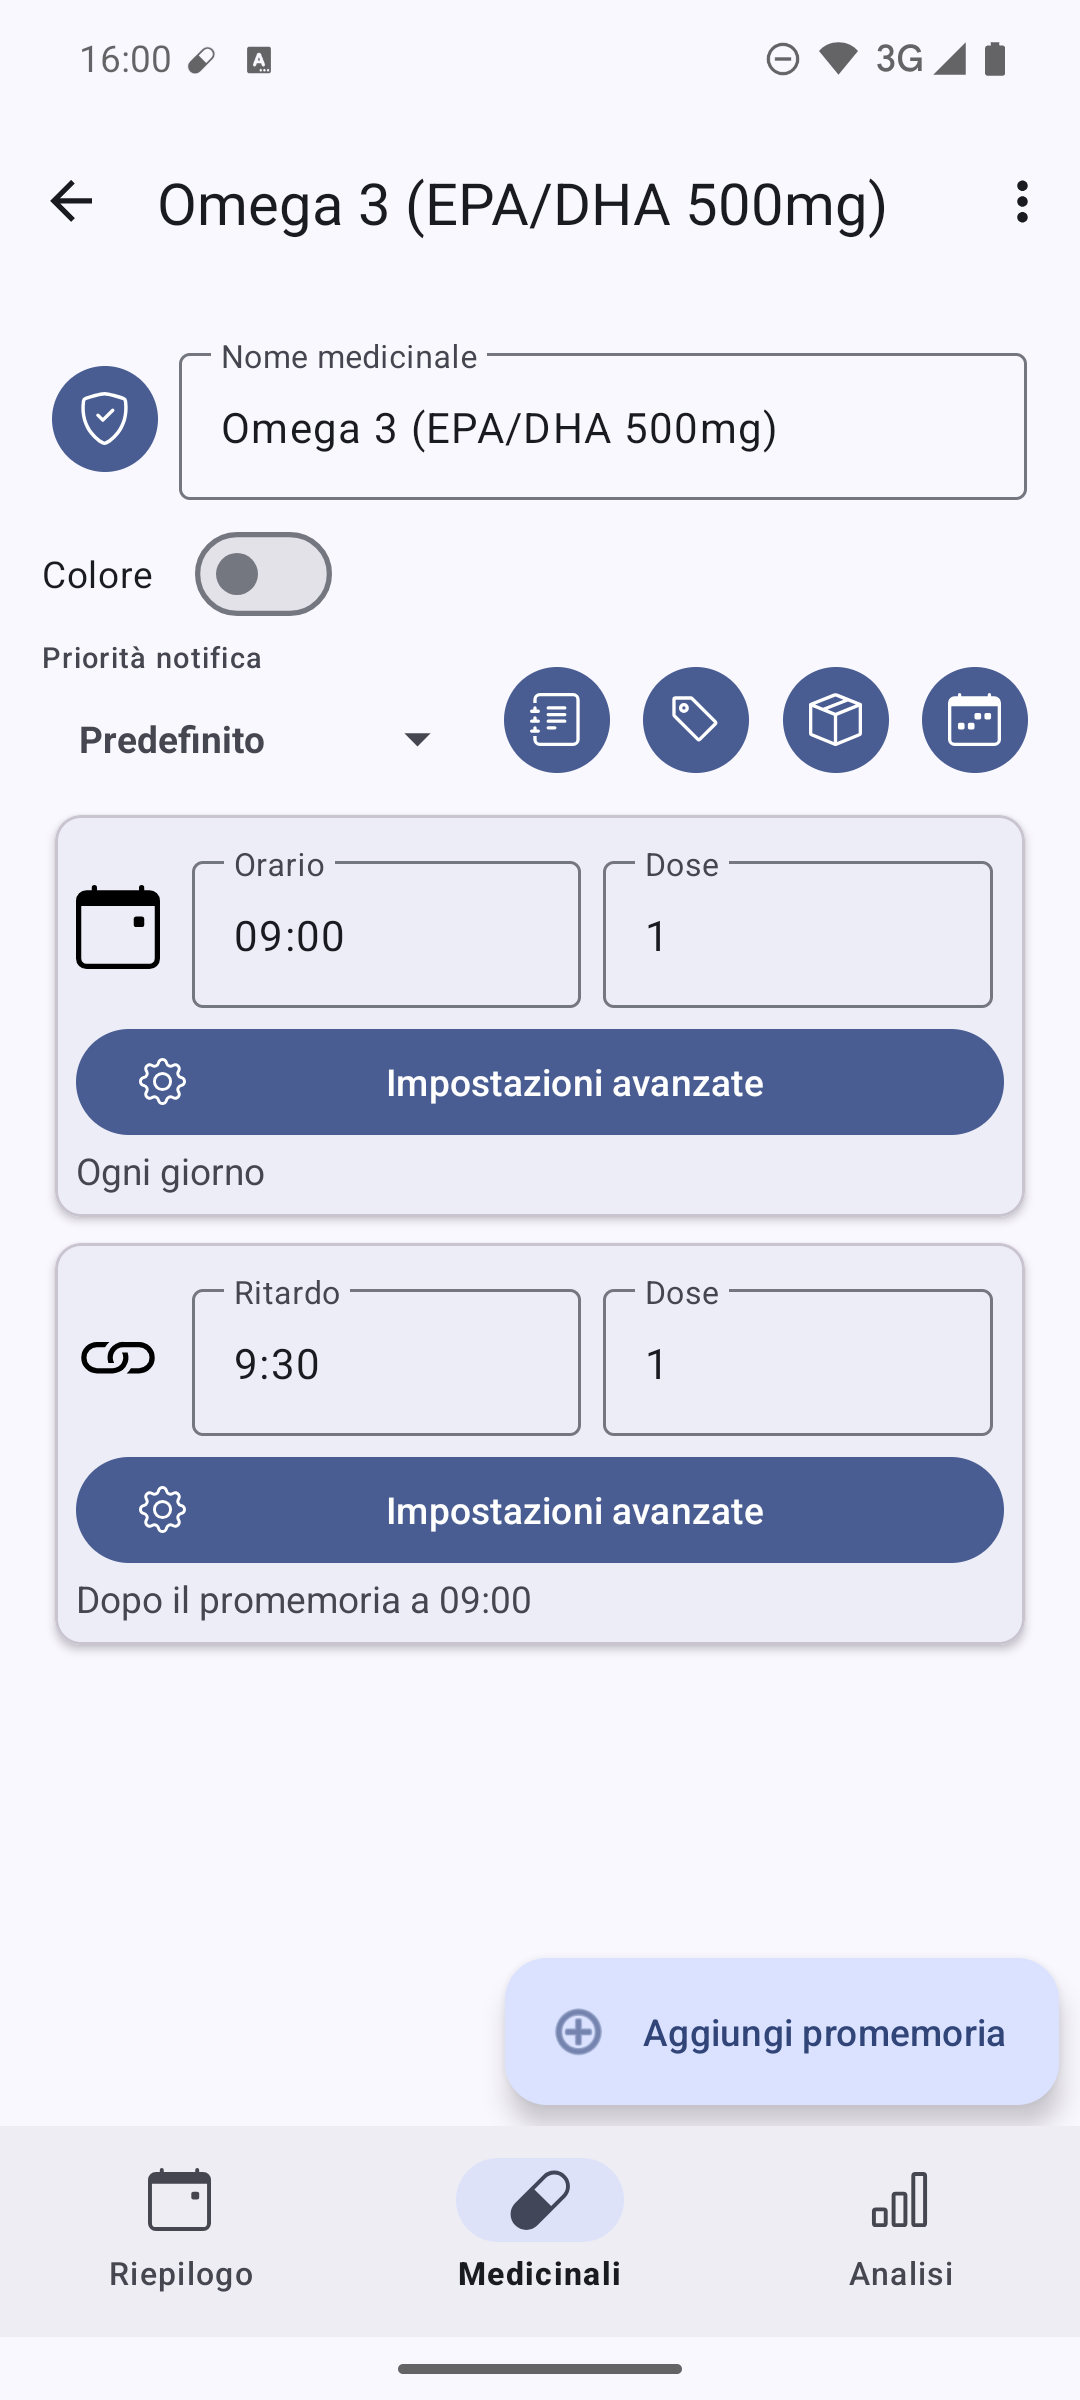 16:00
3G
Omega 3 (EPA/DHA 500mg)
Nome medicinale
Omega 3 (EPA/DHA 500mg)
Colore
Priorità notifica
Predefinito
Orario
Dose
09:00
1
Impostazioni avanzate
Ogni giorno
Ritardo
Dose
9:30
1
Impostazioni avanzate
Dopo il promemoria a 09:00
Aggiungi promemoria
Riepilogo
Medicinali
Analisi